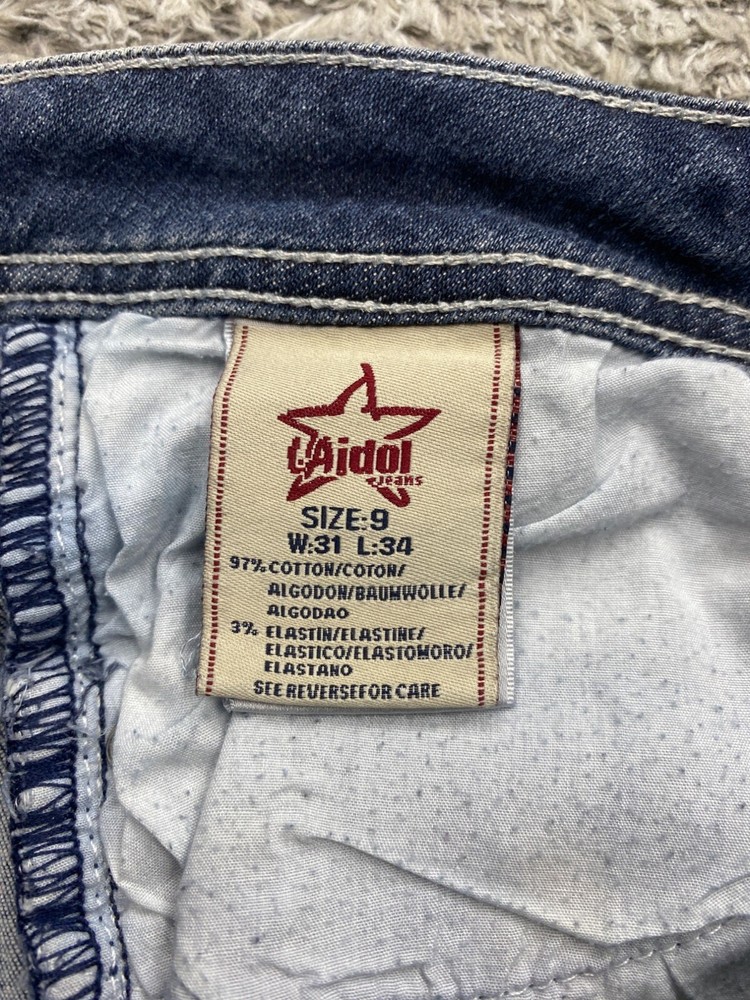 L'Aidol
Jeans
SIZE:9
W:31 L:34
97% COTTON/COTON/
ALGODON/BAUMWOLLE/
ALGODAO
3% ELASTIN/ELASTINE/
ELASTICO/ELASTOMORO/
ELASTANO
SEE REVERSEFOR CARE